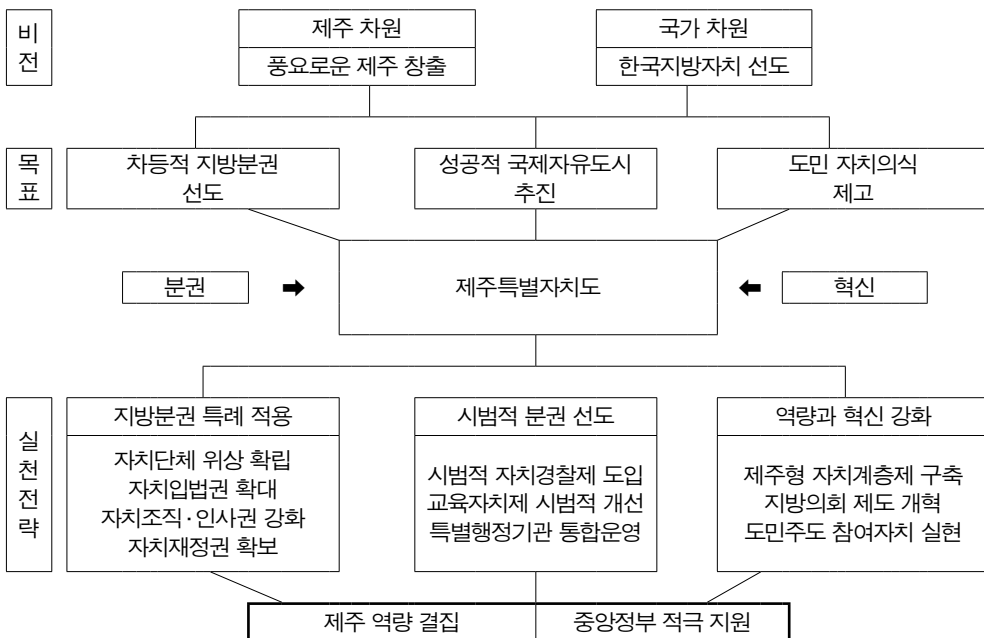 비전
제주 차원
국가 차원
풍요로운 제주 창출
한국지방자치 선도
목표
차등적 지방분권
선도
성공적 국제자유도시
추진
도민 자치의식
제고
분권
제주특별자치도
혁신
실천전략
지방분권 특례 적용
자치단체 위상 확립
자치입법권 확대
자치조직·인사권 강화
자치재정권 확보
시범적 분권 선도
시범적 자치경찰제 도입
교육자치제 시범적 개선
특별행정기관 통합운영
역량과 혁신 강화
제주형 자치계층제 구축
지방의회 제도 개혁
도민주도 참여자치 실현
제주 역량 결집
중앙정부 적극 지원